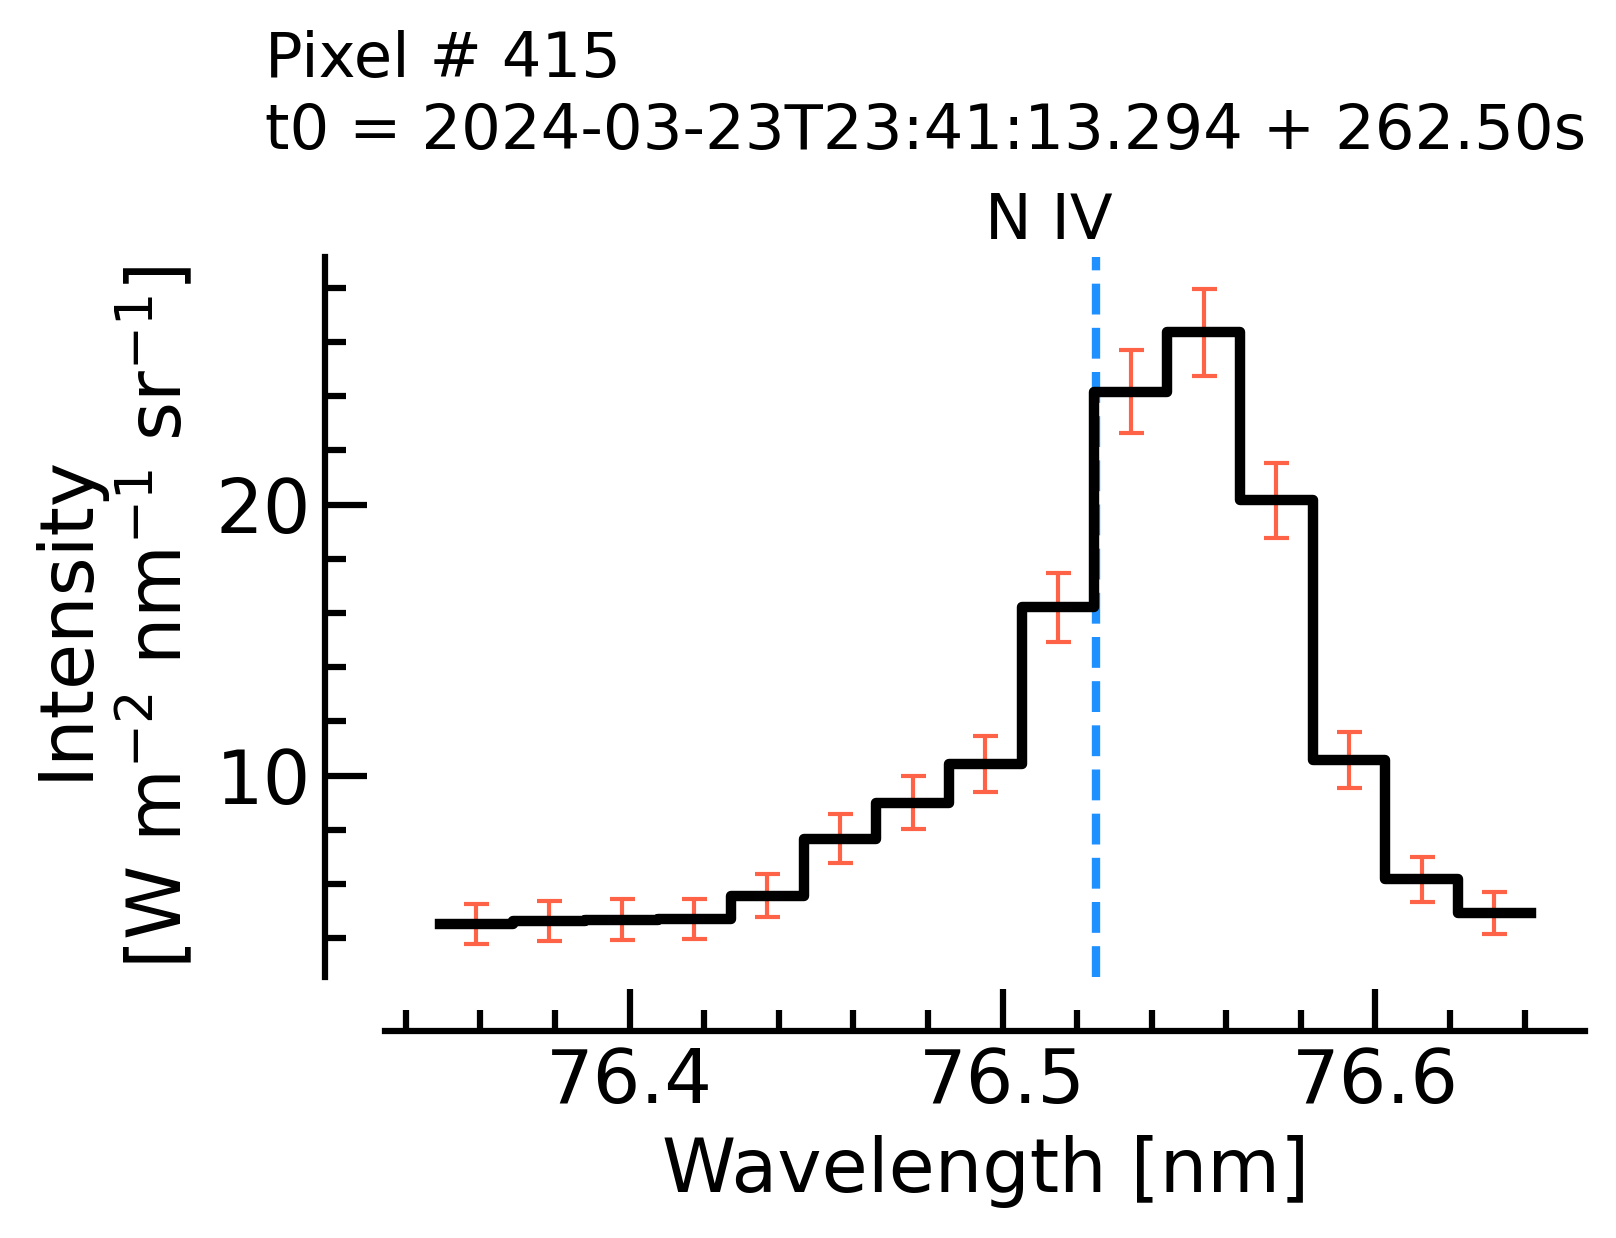 Pixel # 415
t0 = 2024-03-23T23:41:13.294 + 262.50s
N IV
Intensity
[W m⁻² nm⁻¹ sr⁻¹]
20
10
76.4 76.5 76.6
Wavelength [nm]